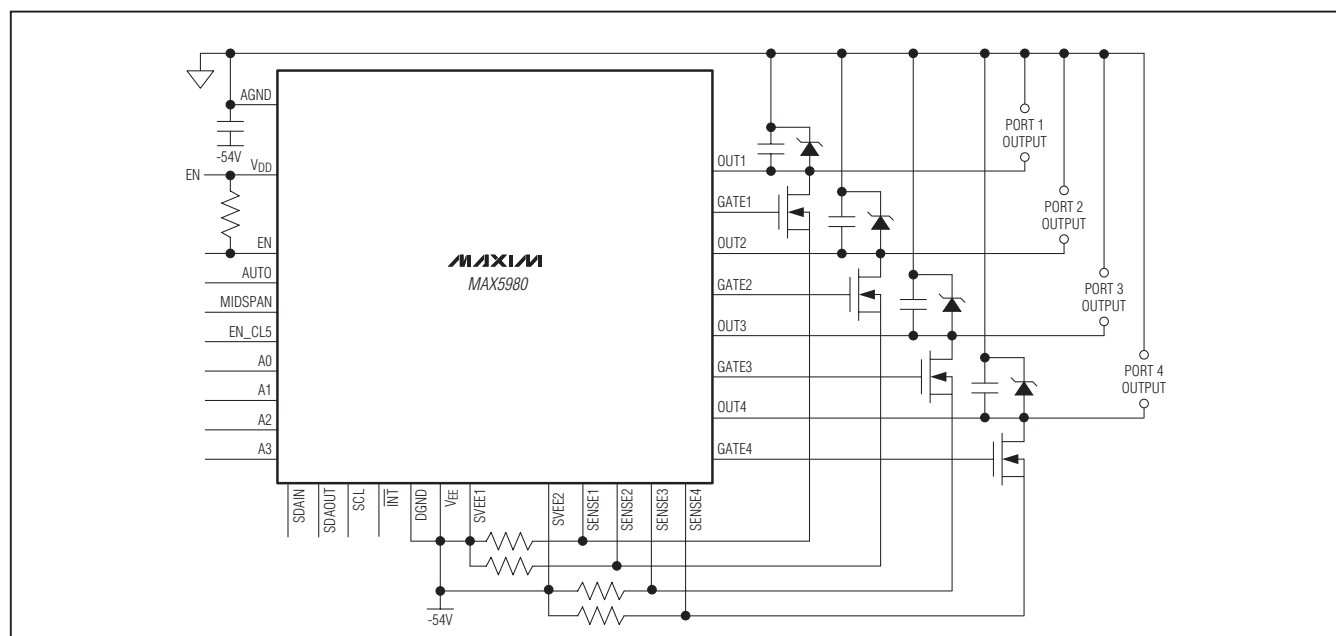 AGND
-54V
EN
VDD
EN
AUTO
MIDSPAN
EN_CL5
A0
A1
A2
A3
MAXIM
MAX5980
OUT1
GATE1
OUT2
GATE2
OUT3
GATE3
OUT4
GATE4
PORT 1
OUTPUT
PORT 2
OUTPUT
PORT 3
OUTPUT
PORT 4
OUTPUT
SDAIN
SDAOUT
SCL
INT
DGND
VEE
SVEE1
SVEE2
SENSE1
SENSE2
SENSE3
SENSE4
-54V